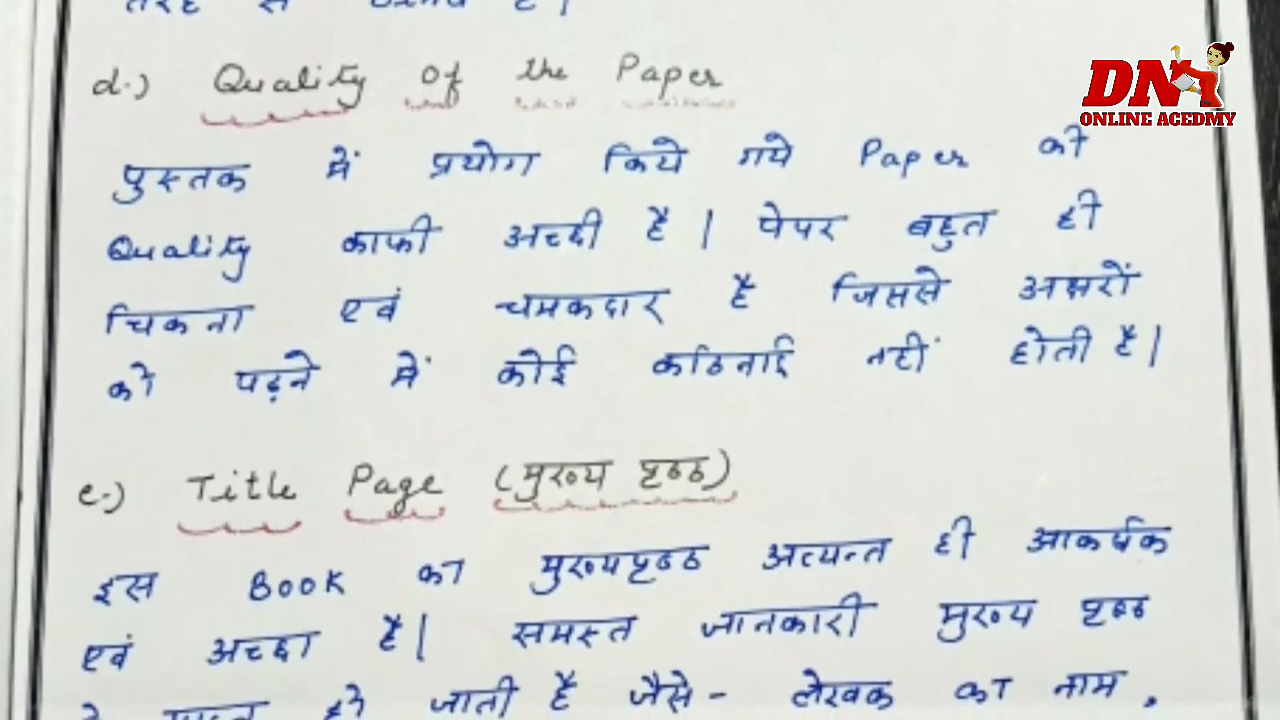 तरह से
d.) Quality of the Paper
पुस्तक में प्रयोग किये गये Paper की
Quality काफी अच्छी है | पेपर बहुत ही
चिकना एवं चमकदार है जिससे अक्षरों
को पढ़ने में कोई कठिनाई नहीं होती है |
e.) Title Page (मुख्य पृष्ठ)
इस Book का मुख्यपृष्ठ अत्यन्त ही आकर्षक
एवं अच्छा है | समस्त जानकारी मुख्य पृष्ठ
हो जाती है जैसे - लेखक का नाम ,
DN
ONLINE ACEDMY